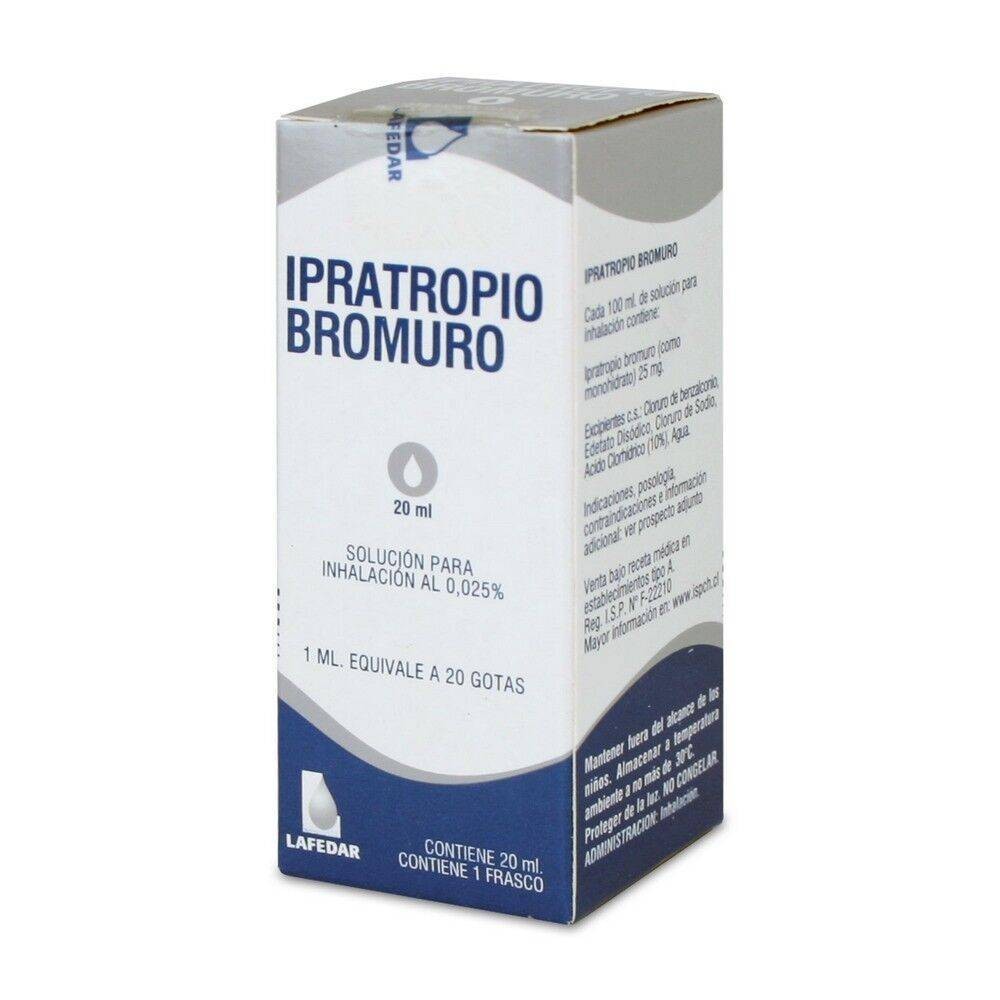 IPRATROPIO
BROMURO
LAFEDAR
IPRATROPIO
BROMURO
20 ml
SOLUCIÓN PARA
INHALACIÓN AL 0,025%
1 ML. EQUIVALE A 20 GOTAS
LAFEDAR
CONTIENE 20 ml.
CONTIENE 1 FRASCO
IPRATROPIO BROMURO
Cada 100 ml. de solución para
inhalación contiene:
Ipratropio bromuro (como
monohidrato) 25 mg.
Excipientes c.s.: Cloruro de benzalconio,
Edetato Disódico, Cloruro de Sodio,
Acido Clorhídrico (10%), Agua.
Indicaciones, posología,
contraindicaciones e información
adicional: ver prospecto adjunto
Venta bajo receta médica en
establecimientos tipo A.
Reg. I.S.P. Nº F-22210
Mayor información en: www.ispch.cl
Mantener fuera del alcance de los
niños. Almacenar a temperatura
ambiente a no más de 30°C.
Proteger de la luz. NO CONGELAR.
ADMINISTRACION: Inhalación.